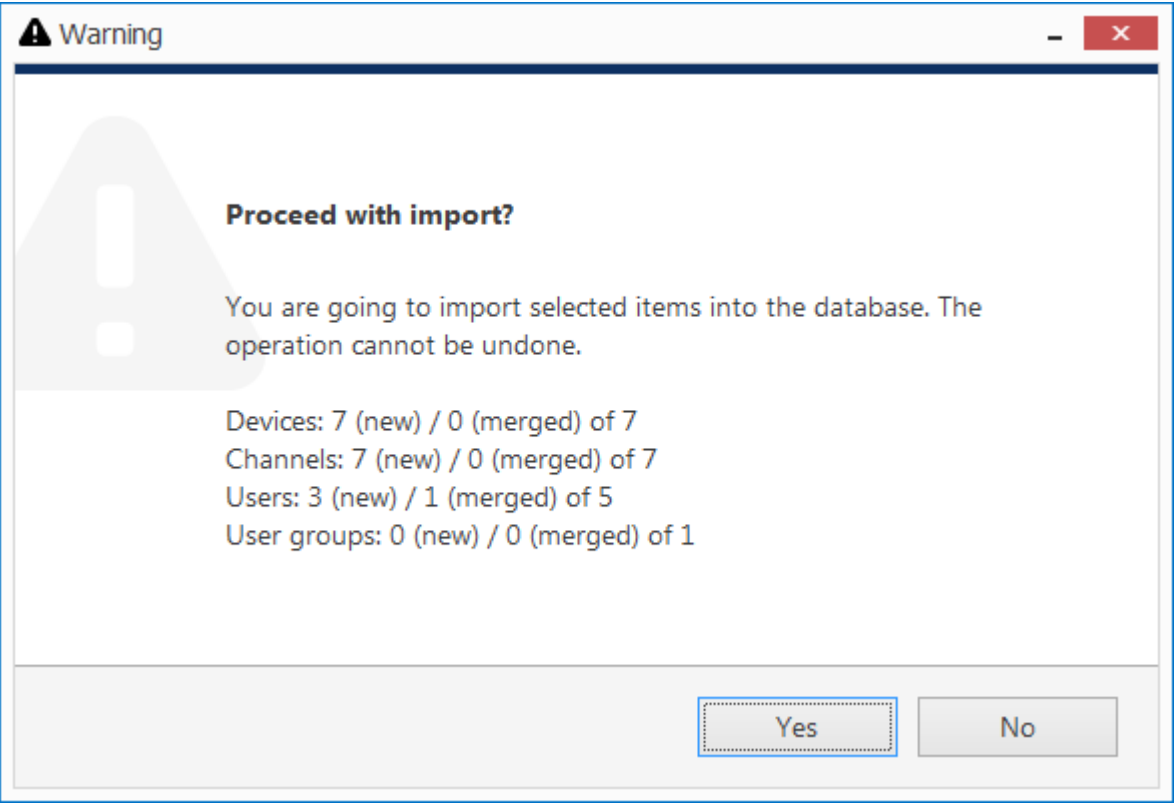 Warning
Proceed with import?
You are going to import selected items into the database. The
operation cannot be undone.
Devices: 7 (new) / 0 (merged) of 7
Channels: 7 (new) / 0 (merged) of 7
Users: 3 (new) / 1 (merged) of 5
User groups: 0 (new) / 0 (merged) of 1
Yes
No